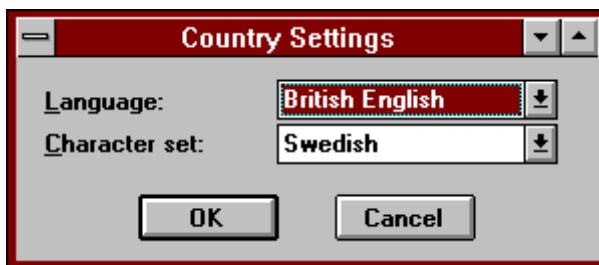 Country Settings
Language: British English
Character set: Swedish
OK Cancel